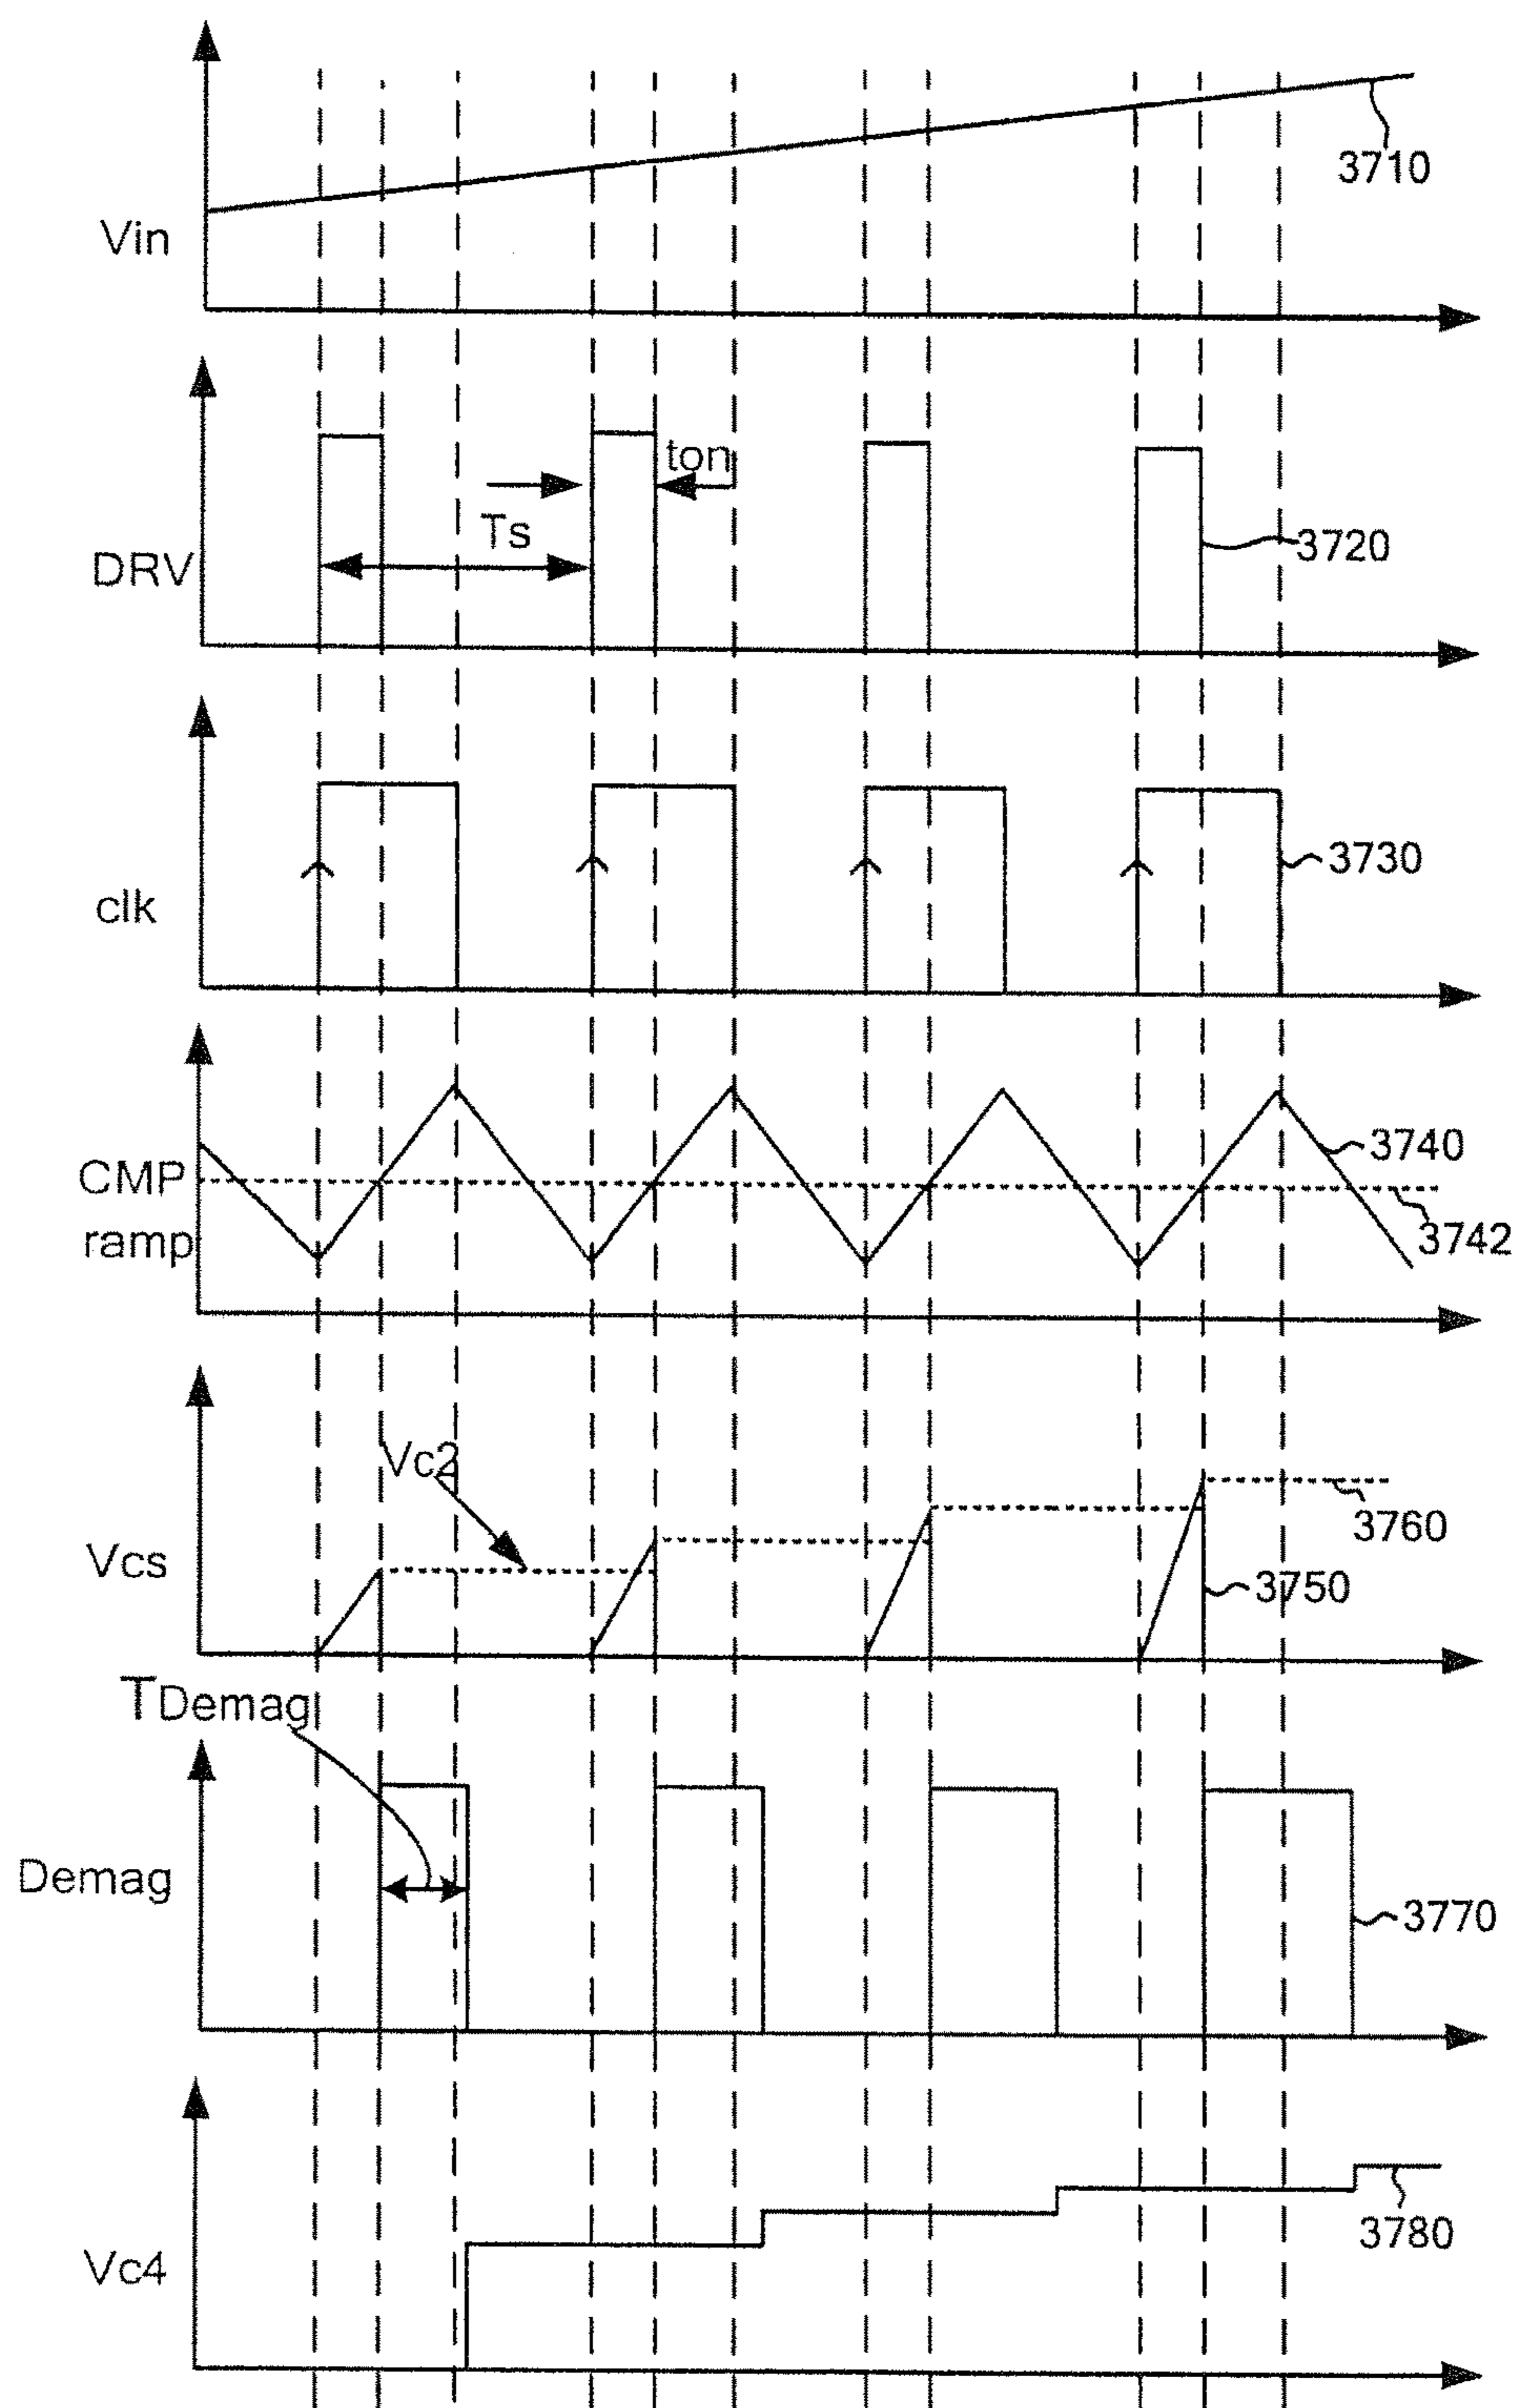 3710
Vin
ton
Ts
DRV
3720
3730
clk
3740
CMP
ramp
3742
Vc2
3760
Vcs
3750
TDemag
Demag
3770
3780
Vc4